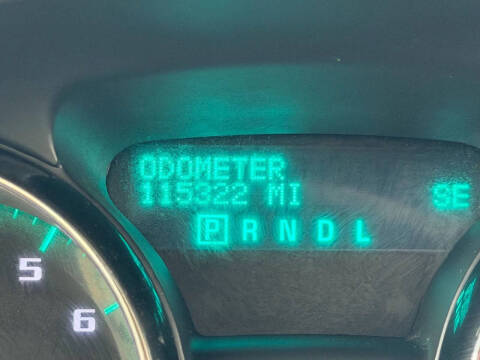 ODOMETER
115322 MI SE
P R N D L
5
6